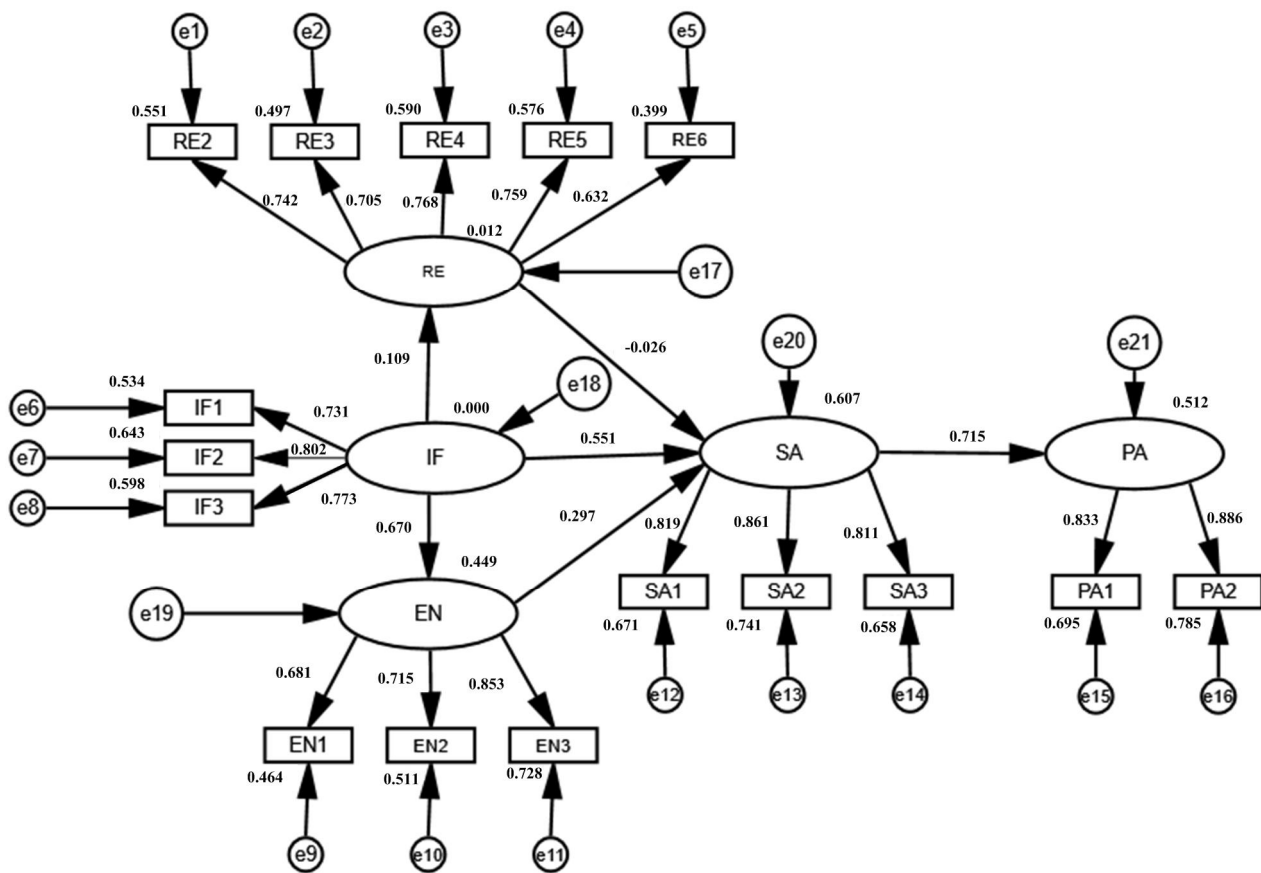 e1 e2 e3 e4 e5
0.551 0.497 0.590 0.576 0.399
RE2 RE3 RE4 RE5 RE6
0.742 0.705 0.768 0.759 0.632
0.012
RE
e17
0.109
-0.026
e20
e21
e18
0.534
e6
IF1
0.731
0.000
0.607
0.512
0.643
e7
IF2
0.802
IF
0.551
SA
0.715
PA
0.598
e8
IF3
0.773
0.670
0.297
0.819 0.861 0.811
0.833 0.886
0.449
e19
EN
SA1 SA2 SA3 PA1 PA2
0.671 0.741 0.658 0.695 0.785
0.681 0.715 0.853
e12 e13 e14 e15 e16
EN1 EN2 EN3
0.464 0.511 0.728
e9 e10 e11